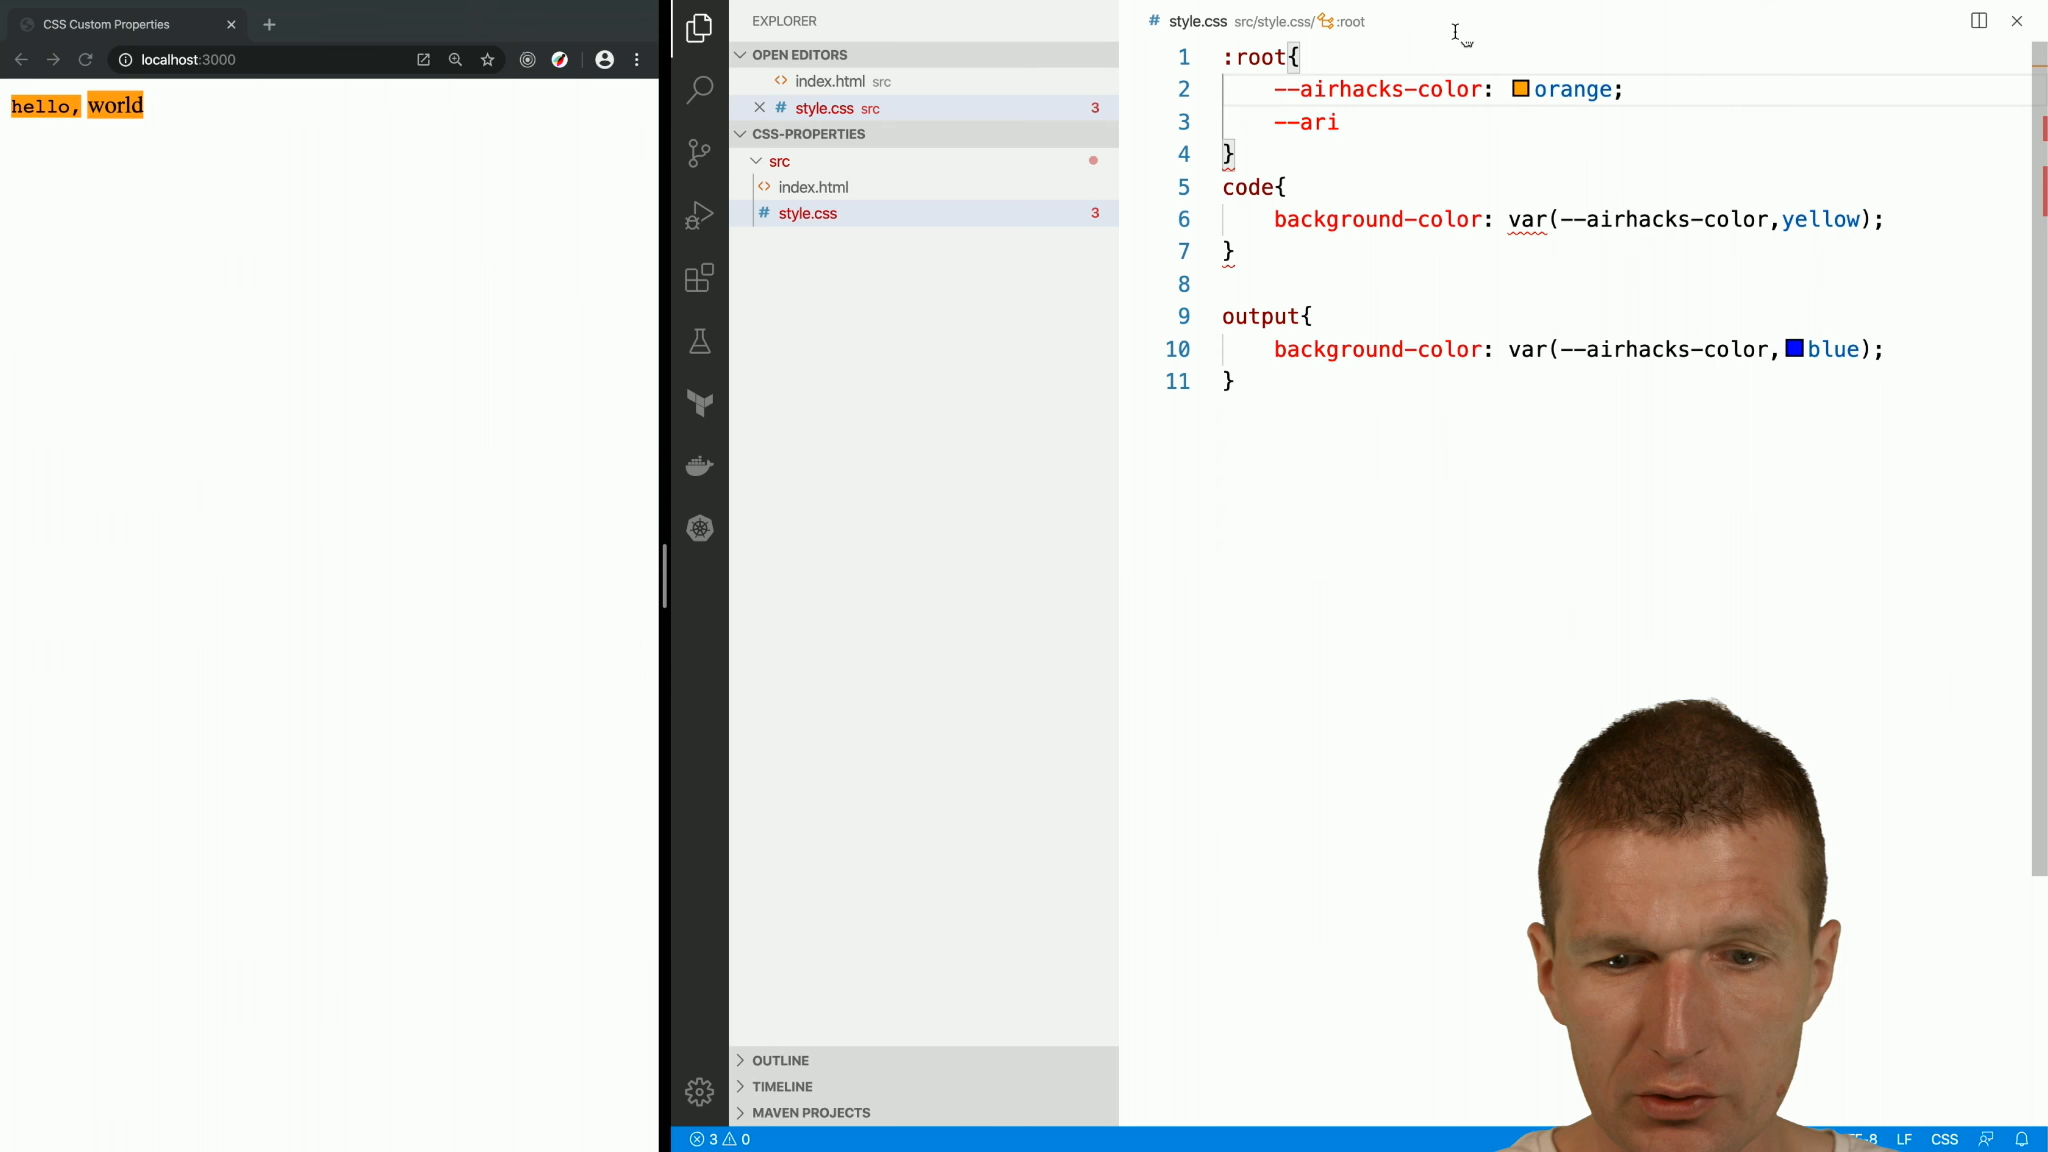 CSS Custom Properties
localhost:3000
hello, world
EXPLORER
OPEN EDITORS
index.html src
style.css src 3
CSS-PROPERTIES
src
index.html
style.css 3
OUTLINE
TIMELINE
MAVEN PROJECTS
style.css src/style.css/ :root
1 :root{
2 --airhacks-color: orange;
3 --ari
4 }
5 code{
6 background-color: var(--airhacks-color,yellow);
7 }
8
9 output{
10 background-color: var(--airhacks-color, blue);
11 }
3 0
LF CSS